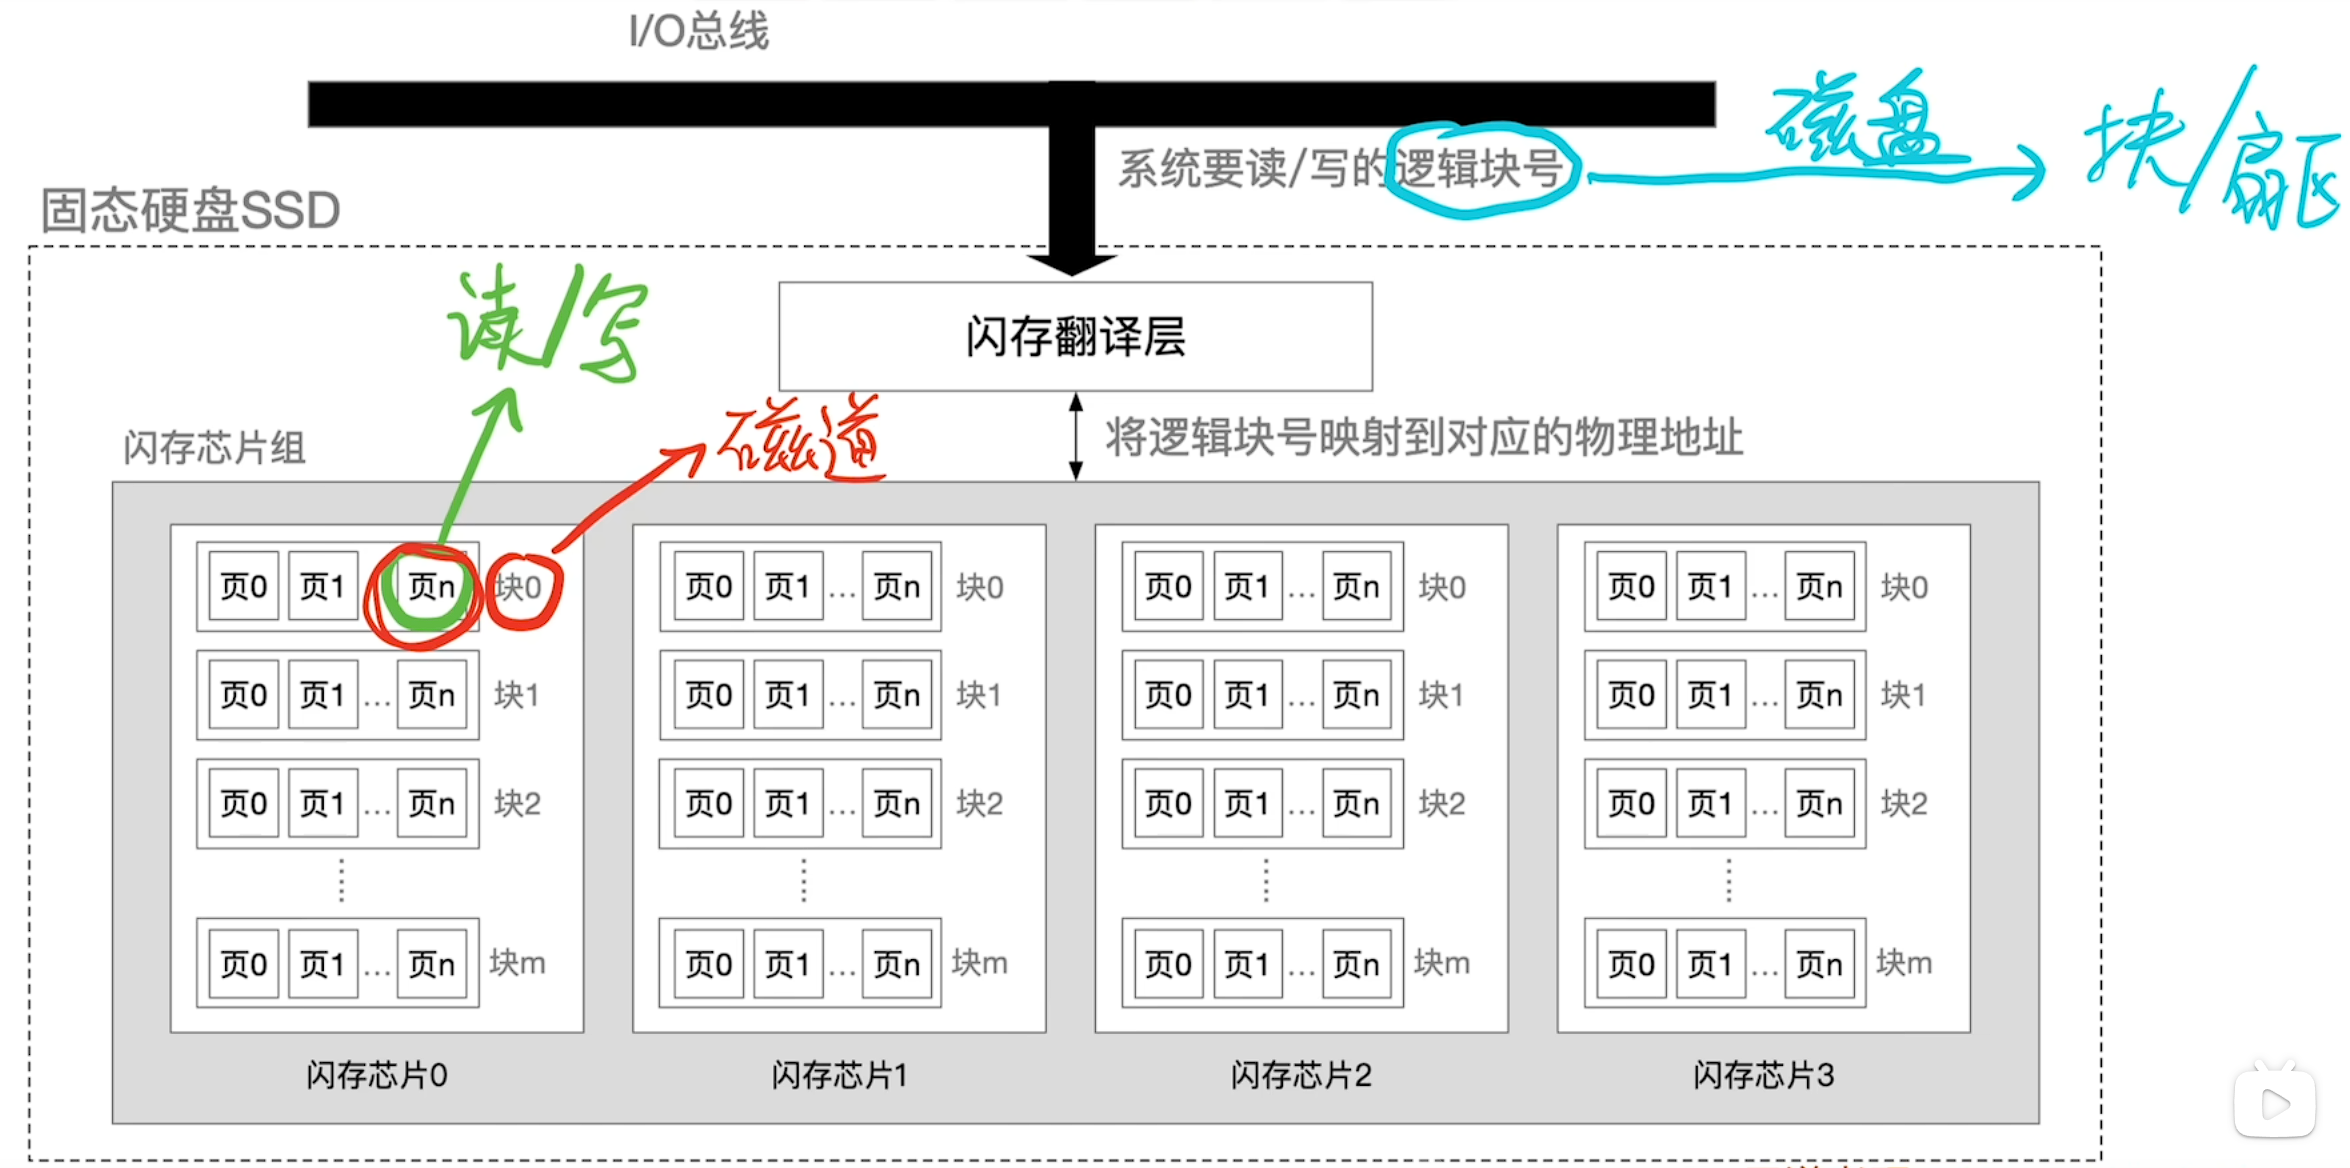 I/O总线
磁盘
块/扇区
系统要读/写的逻辑块号
固态硬盘SSD
读/写
闪存翻译层
磁道
将逻辑块号映射到对应的物理地址
闪存芯片组
页0 页1 页n 块0 页0 页1 … 页n 块0 页0 页1 … 页n 块0 页0 页1 … 页n 块0
页0 页1 … 页n 块1 页0 页1 … 页n 块1 页0 页1 … 页n 块1 页0 页1 … 页n 块1
页0 页1 … 页n 块2 页0 页1 … 页n 块2 页0 页1 … 页n 块2 页0 页1 … 页n 块2
页0 页1 … 页n 块m 页0 页1 … 页n 块m 页0 页1 … 页n 块m 页0 页1 … 页n 块m
闪存芯片0 闪存芯片1 闪存芯片2 闪存芯片3